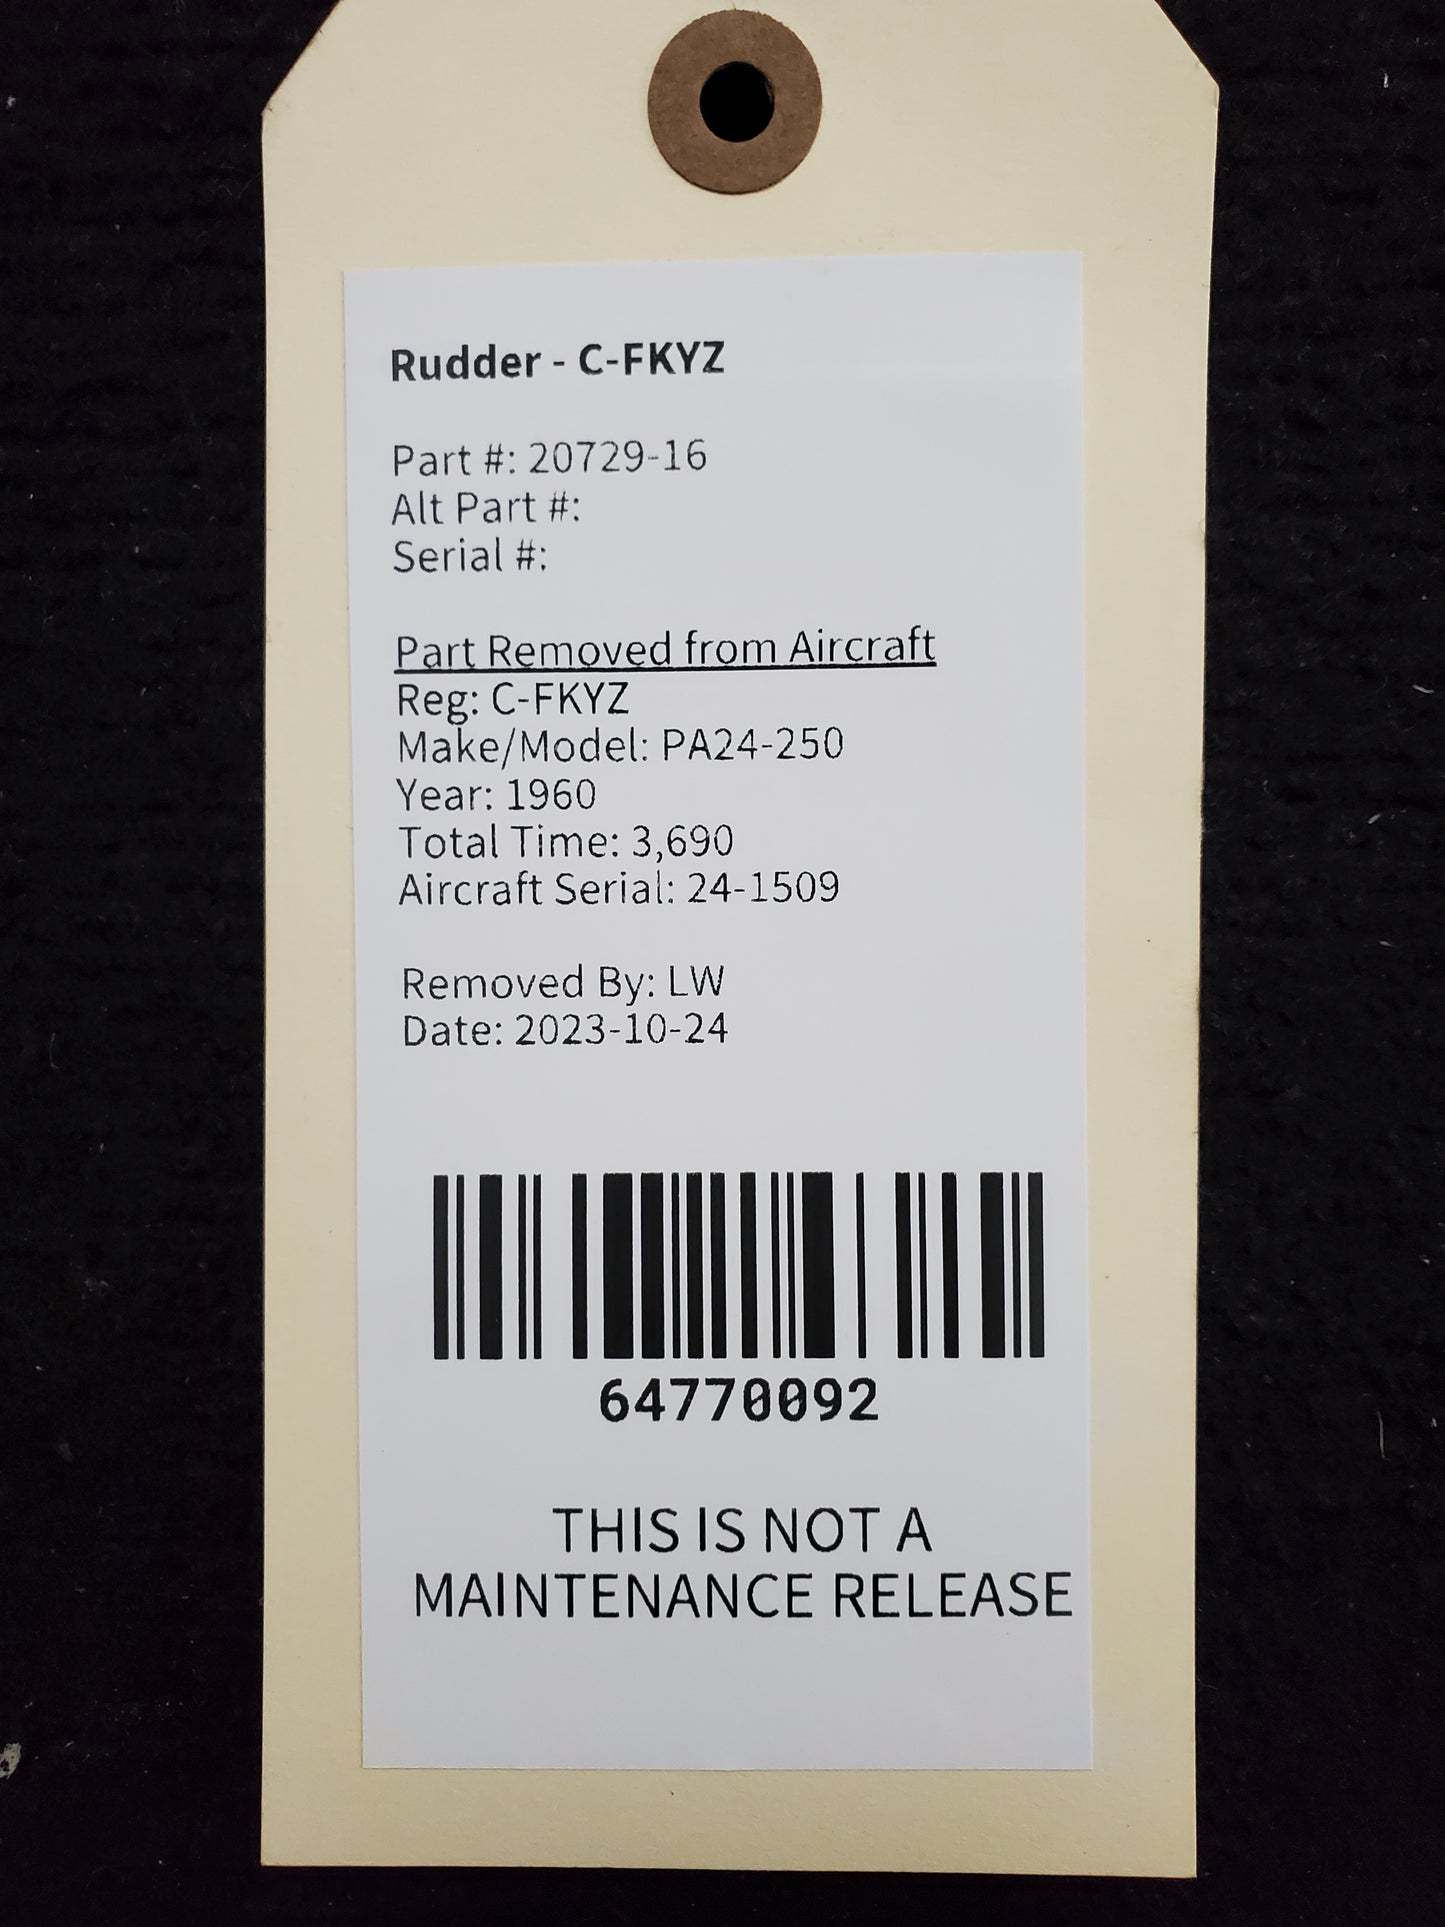 Rudder - C-FKYZ
Part #: 20729-16
Alt Part #:
Serial #:
Part Removed from Aircraft
Reg: C-FKYZ
Make/Model: PA24-250
Year: 1960
Total Time: 3,690
Aircraft Serial: 24-1509
Removed By: LW
Date: 2023-10-24
64770092
THIS IS NOT A
MAINTENANCE RELEASE